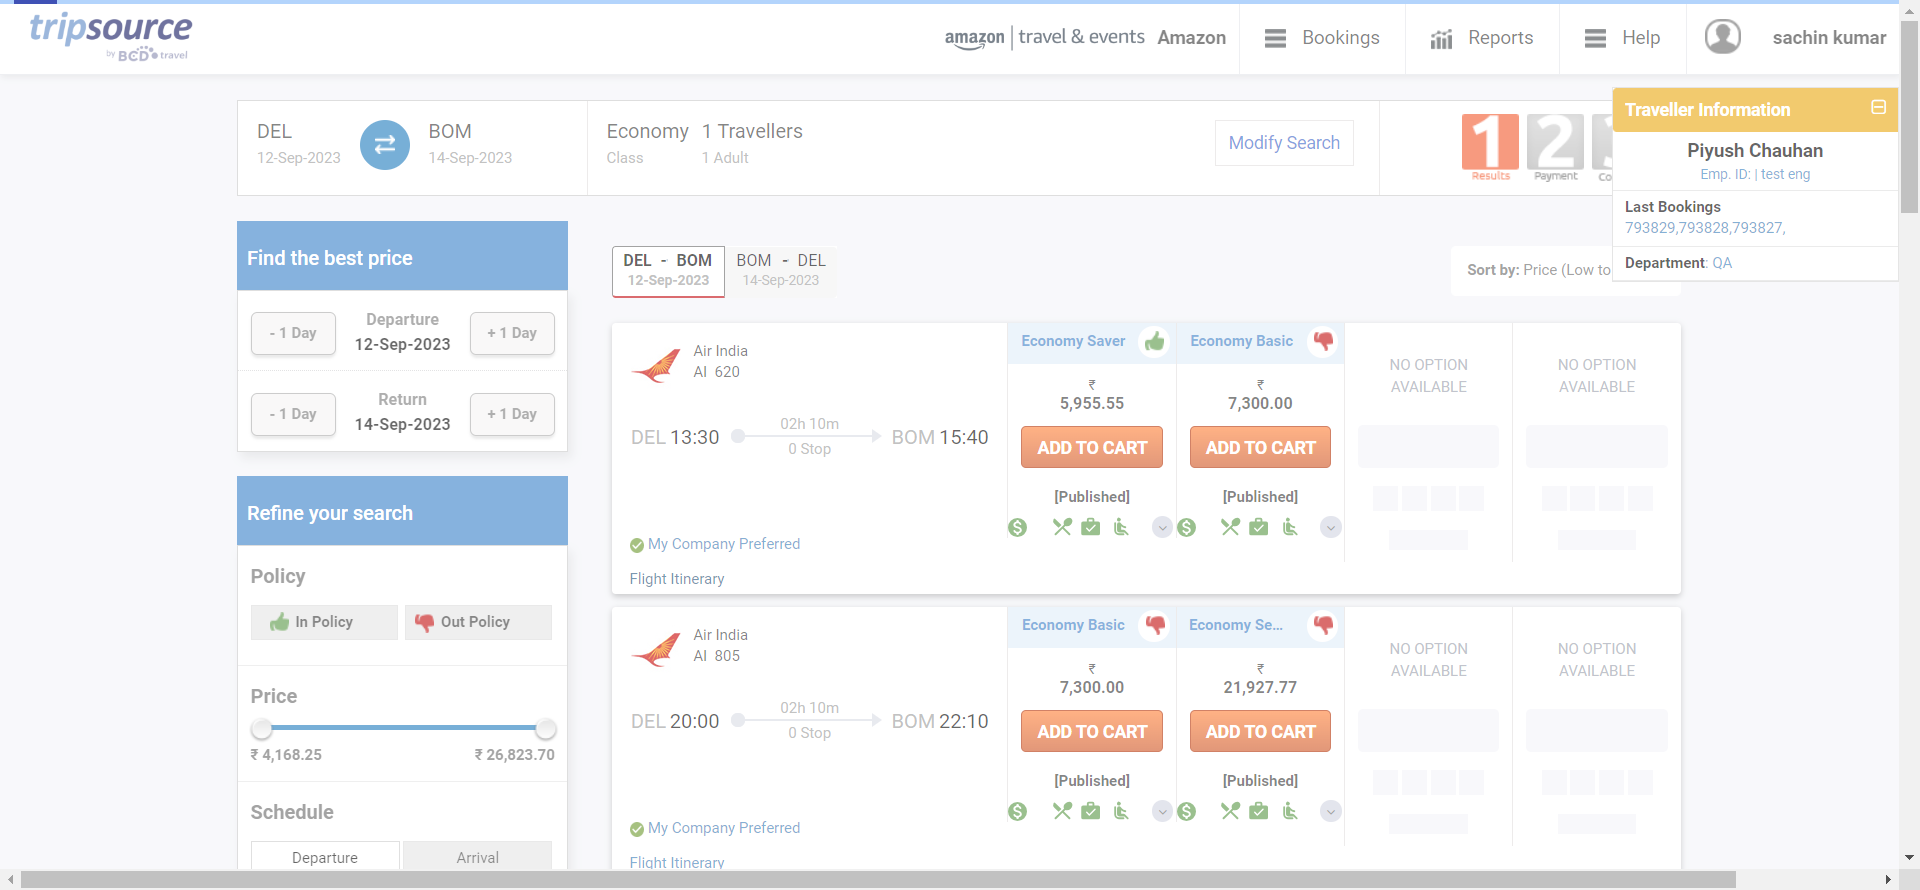 tripsource
by BCD travel
amazon | travel & events Amazon
Bookings
Reports
Help
sachin kumar
DEL
12-Sep-2023
BOM
14-Sep-2023
Economy
Class
1 Travellers
1 Adult
Modify Search
1
Results
2
Payment
Co
Traveller Information
Piyush Chauhan
Emp. ID: | test eng
Last Bookings
793829,793828,793827,
Department: QA
Find the best price
- 1 Day
Departure
12-Sep-2023
+ 1 Day
- 1 Day
Return
14-Sep-2023
+ 1 Day
Refine your search
Policy
In Policy
Out Policy
Price
₹ 4,168.25
₹ 26,823.70
Schedule
Departure
Arrival
DEL - BOM
12-Sep-2023
BOM - DEL
14-Sep-2023
Sort by: Price (Low to
Air India
AI 620
DEL 13:30
02h 10m
0 Stop
BOM 15:40
My Company Preferred
Flight Itinerary
Economy Saver
₹
5,955.55
ADD TO CART
[Published]
Economy Basic
₹
7,300.00
ADD TO CART
[Published]
NO OPTION
AVAILABLE
NO OPTION
AVAILABLE
Air India
AI 805
DEL 20:00
02h 10m
0 Stop
BOM 22:10
My Company Preferred
Flight Itinerary
Economy Basic
₹
7,300.00
ADD TO CART
[Published]
Economy Se...
₹
21,927.77
ADD TO CART
[Published]
NO OPTION
AVAILABLE
NO OPTION
AVAILABLE